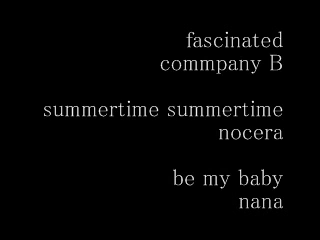 fascinated
commpany B
summertime summertime
nocera
be my baby
nana